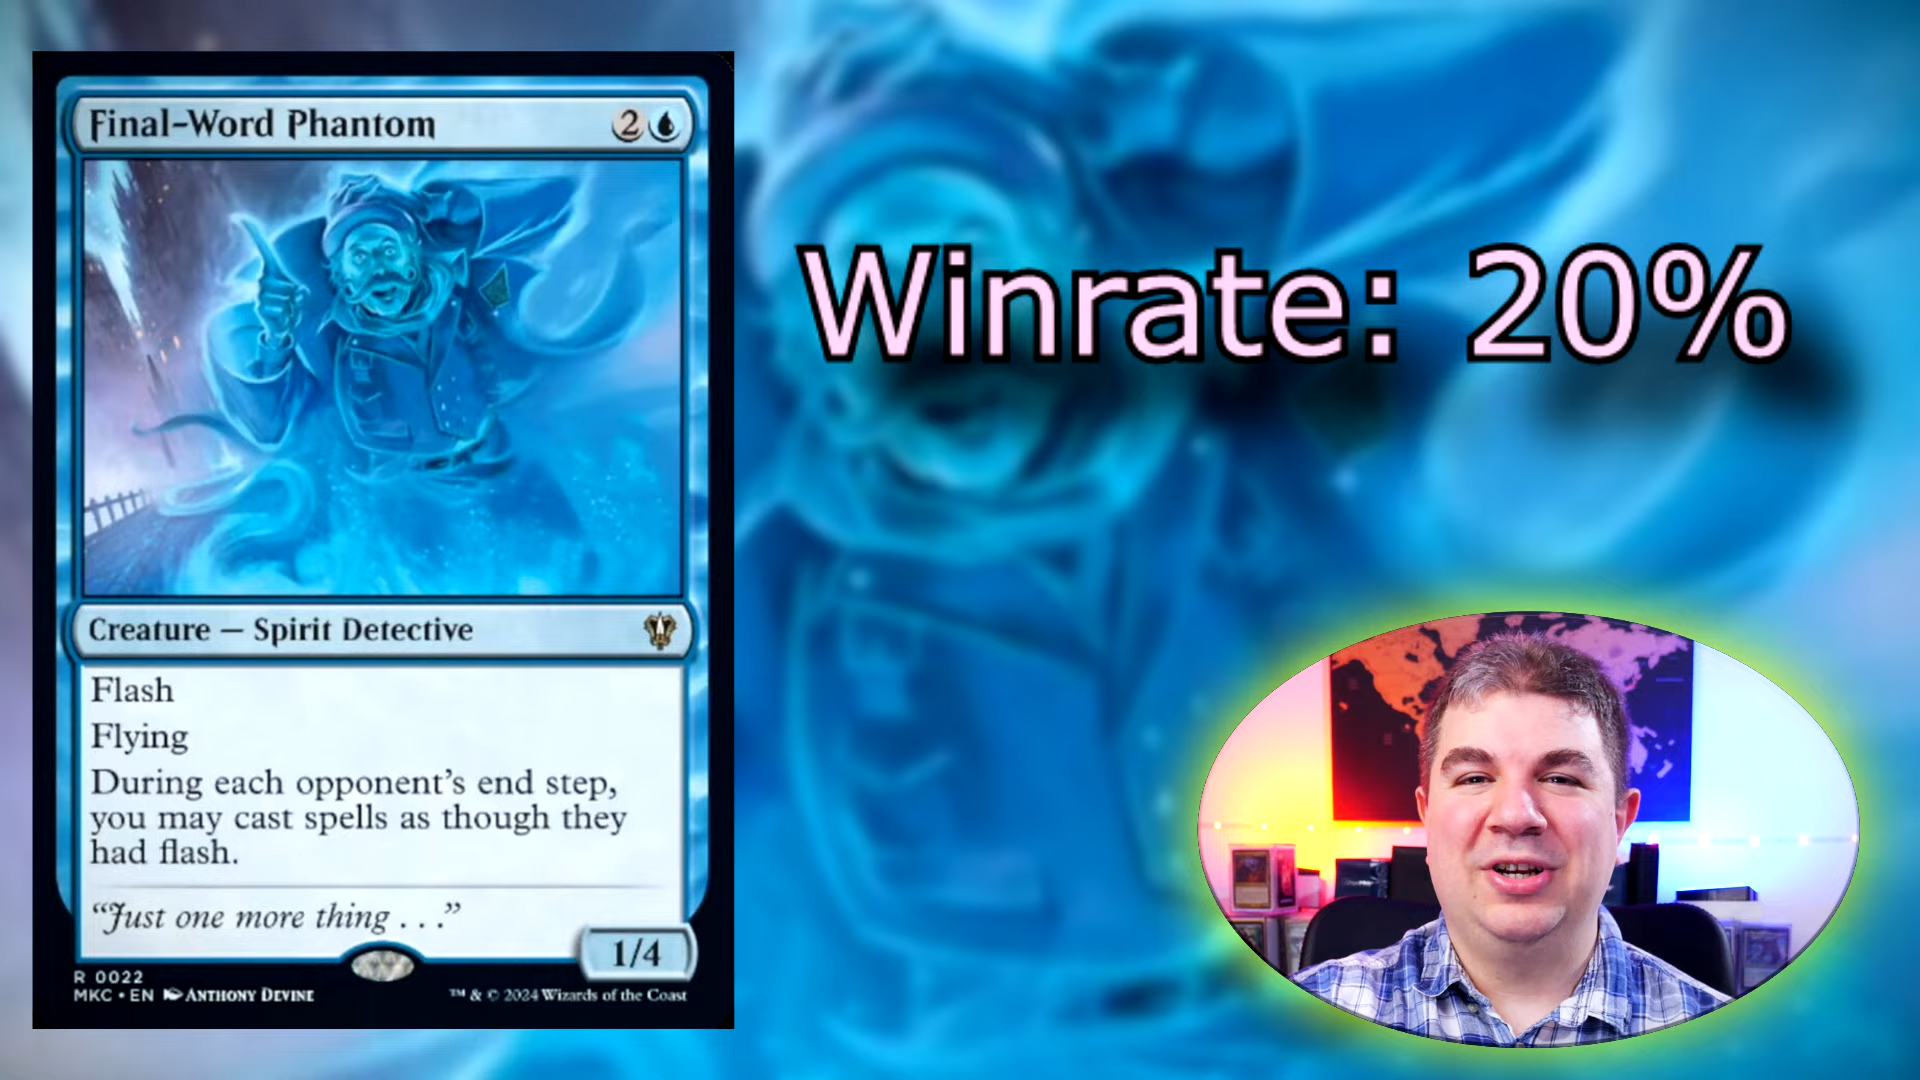 Final-Word Phantom
2
Winrate: 20%
Creature — Spirit Detective
Flash
Flying
During each opponent's end step,
you may cast spells as though they
had flash.
“Just one more thing . . .”
1/4
R 0022
MKC • EN Anthony Devine
™ & © 2024 Wizards of the Coast